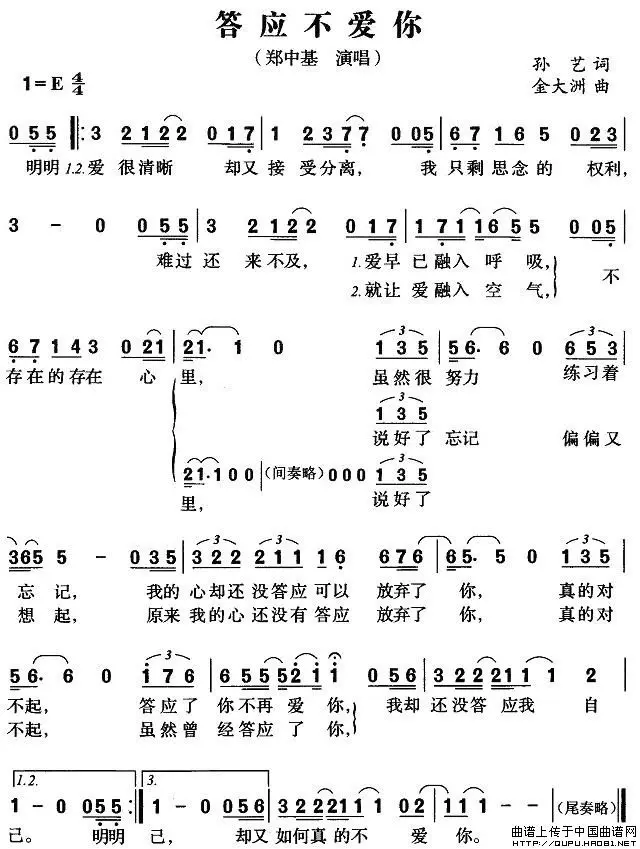 答应不爱你
（郑中基 演唱）
孙艺 词
1=E 4/4
金大洲 曲
0 5 5 3 2 1 2 2 0 1 7 1 2 3 7 7 0 0 5 6 7 1 6 5 0 2 3
明明 1.2.爱 很清晰 却又 接 受分离， 我 只剩 思念的 权利，
3 - 0 0 5 5 3 2 1 2 2 0 1 7 1 7 1 1 6 5 5 0 0 5
难过 还 来不及， 1.爱早 已融入 呼 吸， 不
2.就让 爱融入 空 气，
6 7 1 4 3 0 2 1 2 1· 1 0 0 1 3 5 5 6· 6 0 6 5 3
存在的存在 心 里， 虽然很 努力 练习着
1 3 5
说好了 忘记 偏偏又
2 1· 1 0 0（间奏略）0 0 0 1 3 5
里， 说好了
3 6 5 5 - 0 3 5 3 2 2 2 1 1 1 6 6 7 6 6 5· 5 0 1 3 5
忘 记， 我的 心却还 没答应 可以 放弃了 你， 真的对
想 起， 原来 我的心 还没有 答应 放弃了 你， 真的对
5 6· 6 0 1 7 6 6 5 5 5 2 1 1 0 5 6 3 2 2 2 1 1 1 2
不起， 答应了 你不再 爱 你， 我却 还没答 应我 自
不起， 虽然曾 经答应 了 你，
1.2. 3.
1 - 0 0 5 5 1 - 0 0 5 6 3 2 2 2 1 1 1 0 2 1 1 - - （尾奏略）
己。 明明 己， 却又 如何真的不 爱 你。
曲谱上传于中国曲谱网
HTTP://QUPU.HAO81.NET